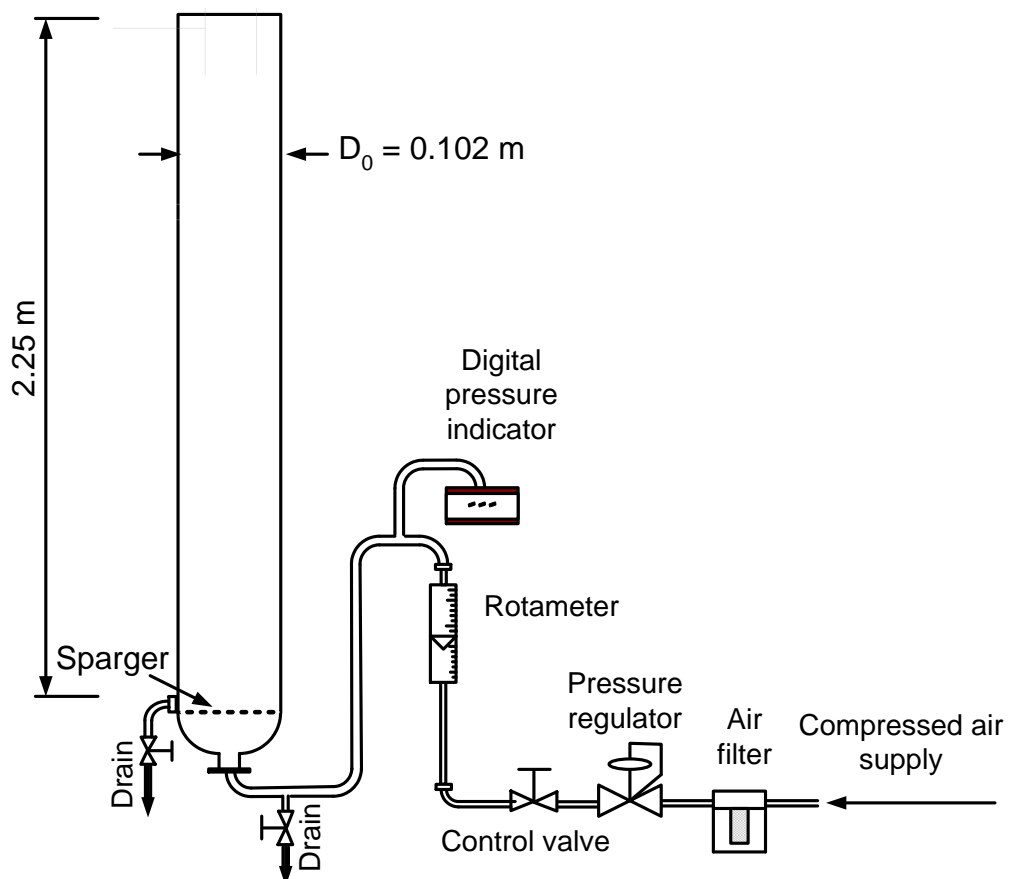 D0 = 0.102 m
2.25 m
Digital
pressure
indicator
Rotameter
Sparger
Pressure
regulator
Air
filter
Compressed air
supply
Drain
Drain
Control valve